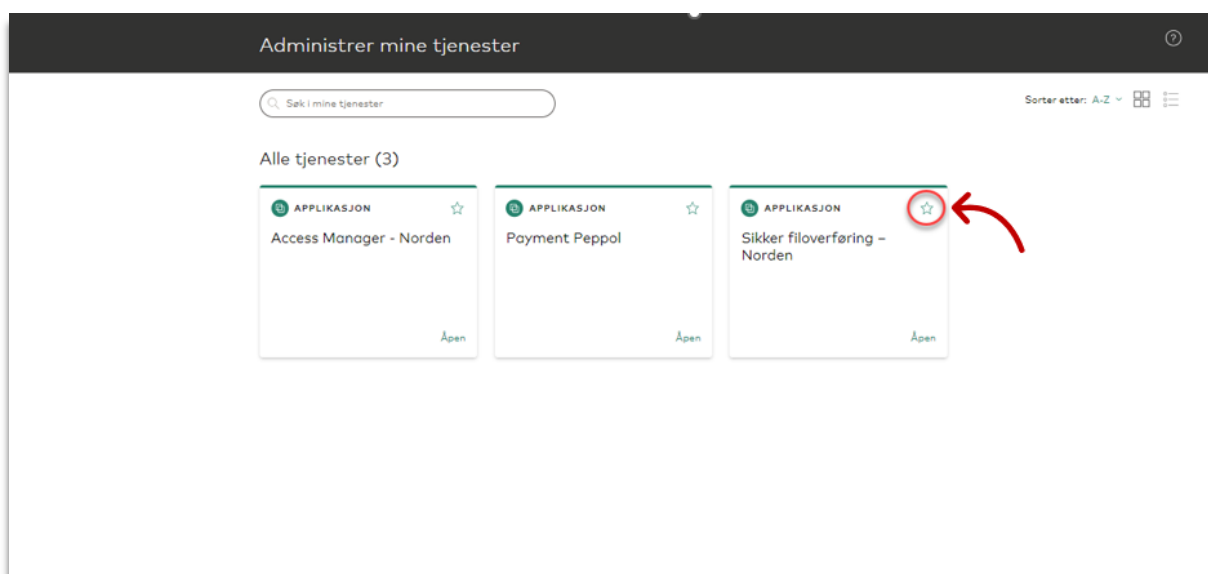 Administrer mine tjenester
Søk i mine tjenester
Sorter etter: A-Z
Alle tjenester (3)
APPLIKASJON
Access Manager - Norden
Åpen
APPLIKASJON
Payment Peppol
Åpen
APPLIKASJON
Sikker filoverføring –
Norden
Åpen